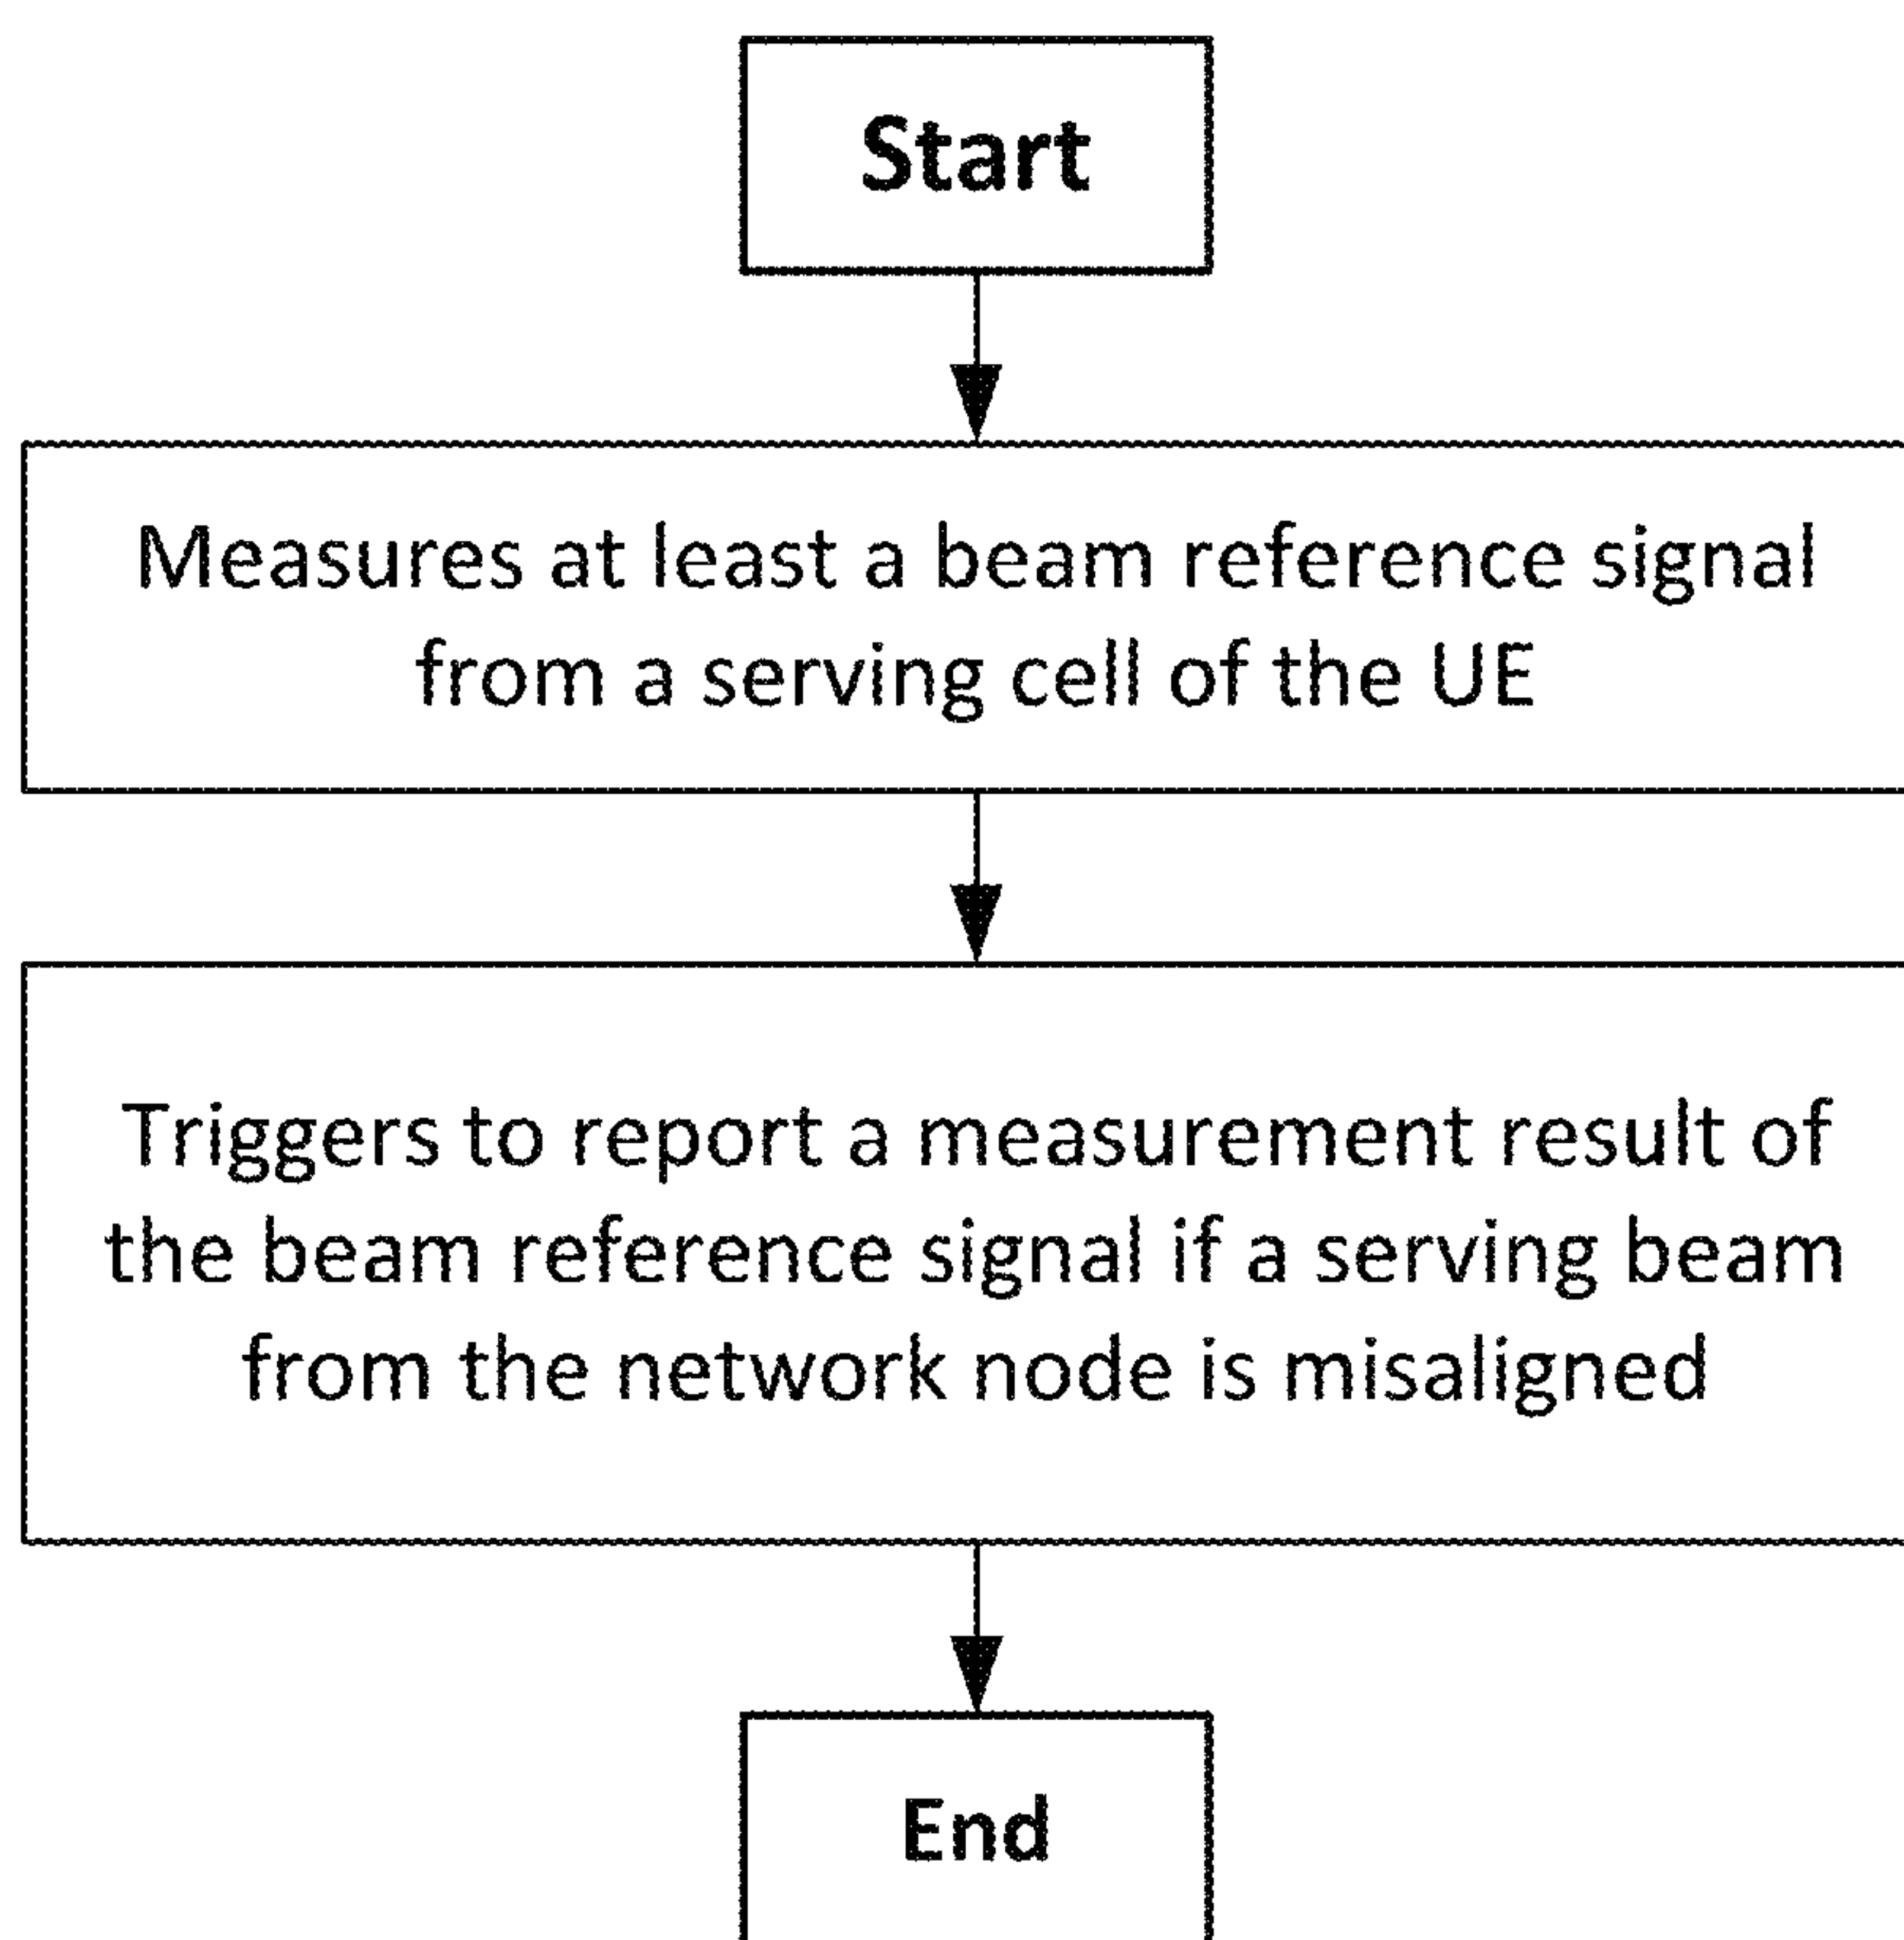 Start
Measures at least a beam reference signal
from a serving cell of the UE
Triggers to report a measurement result of
the beam reference signal if a serving beam
from the network node is misaligned
End